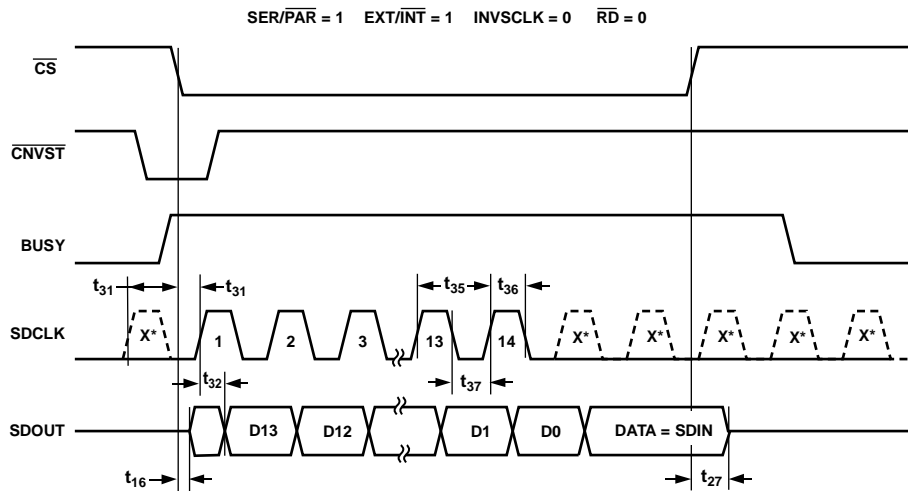 SER/PAR = 1 EXT/INT = 1 INVSCLK = 0 RD = 0
CS
CNVST
BUSY
t31 t31 t35 t36
SDCLK X* 1 2 3 13 14 X* X* X* X* X*
t32 t37
SDOUT D13 D12 D1 D0 DATA = SDIN
t16 t27